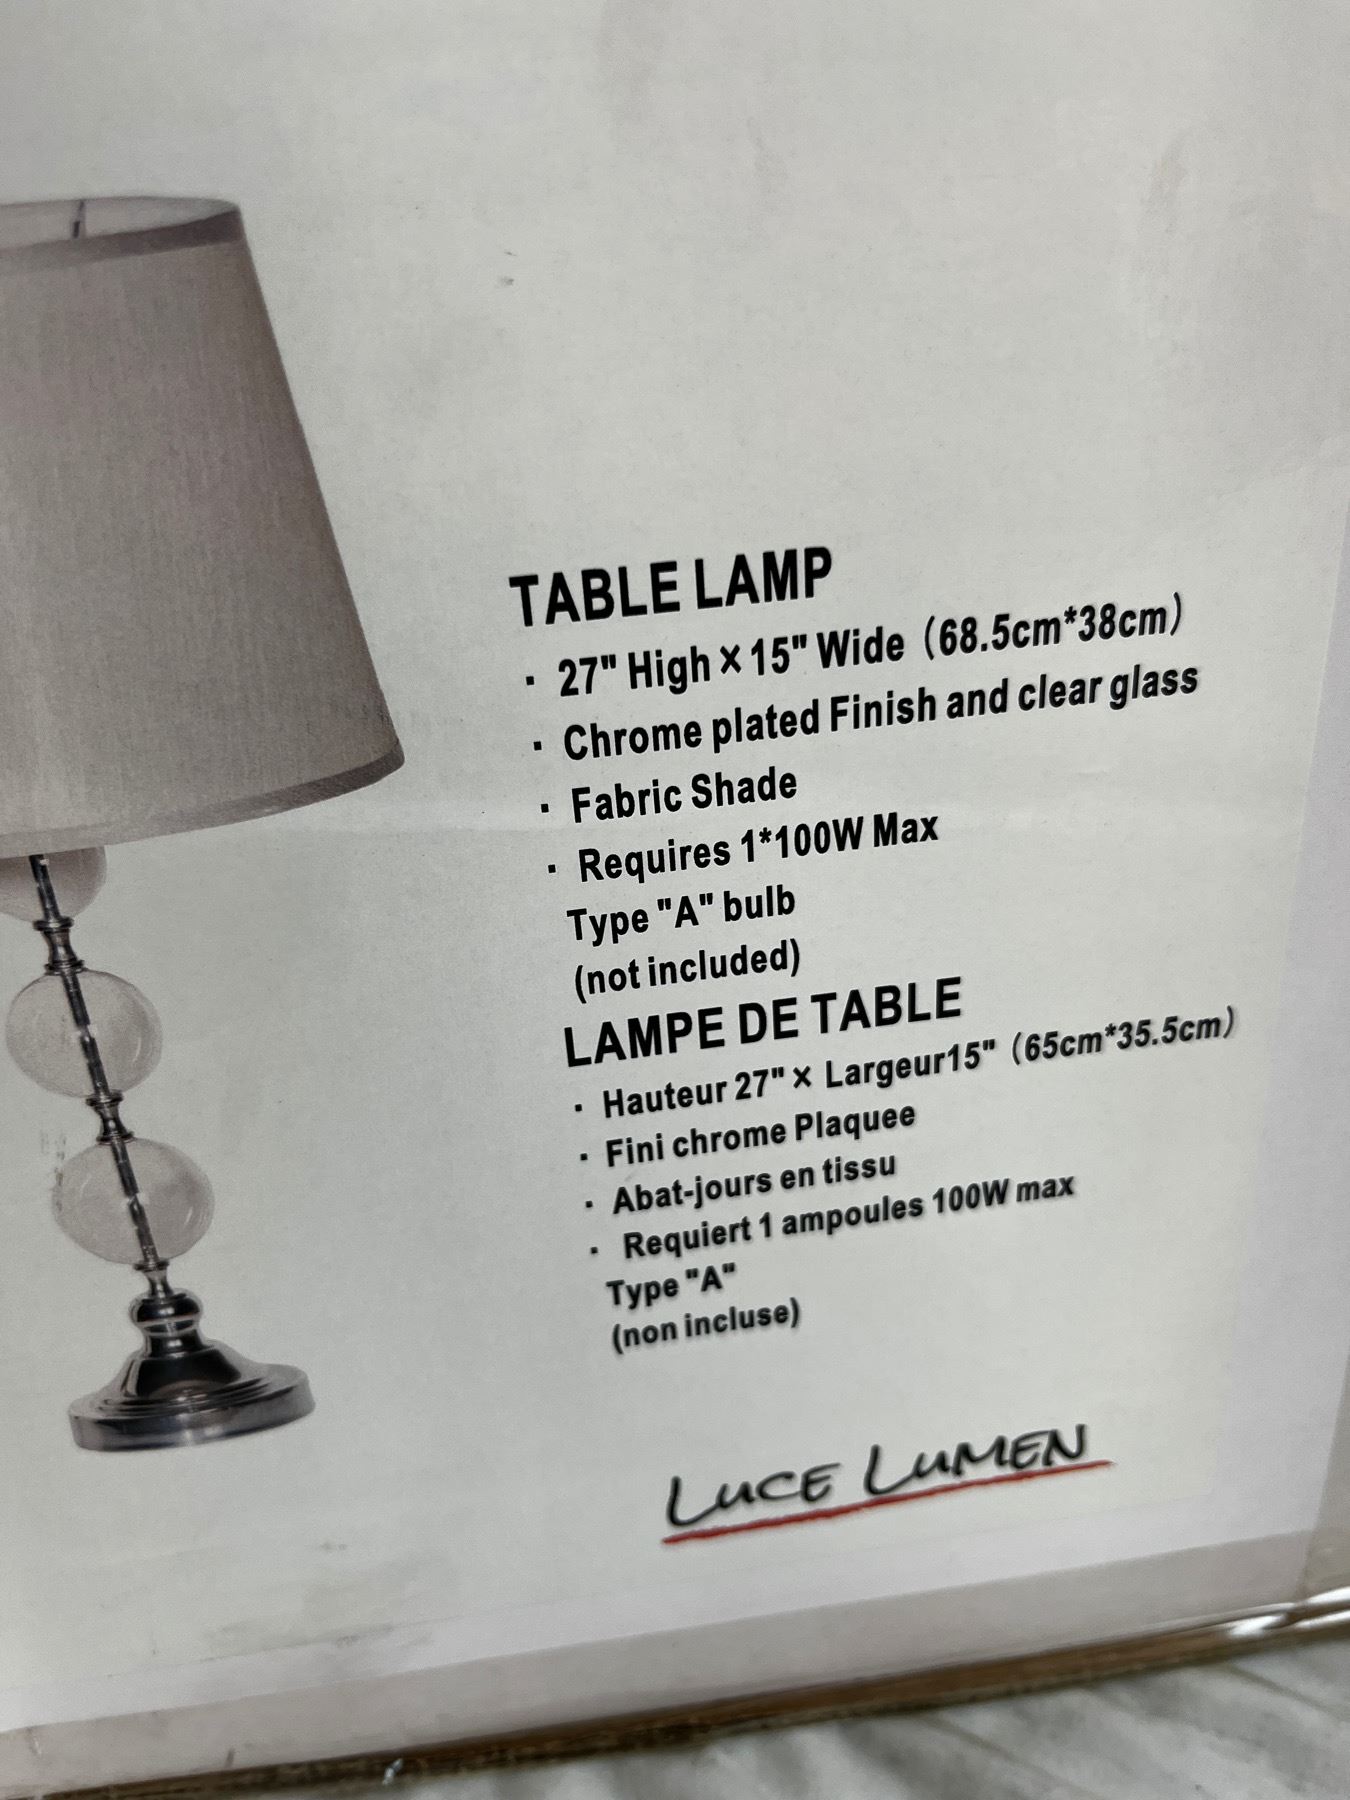 TABLE LAMP
· 27" High × 15" Wide (68.5cm*38cm)
· Chrome plated Finish and clear glass
· Fabric Shade
· Requires 1*100W Max
Type "A" bulb
(not included)
LAMPE DE TABLE
· Hauteur 27" × Largeur15" (65cm*35.5cm)
· Fini chrome Plaquee
· Abat-jours en tissu
· Requiert 1 ampoules 100W max
Type "A"
(non incluse)
LUCE LUMEN